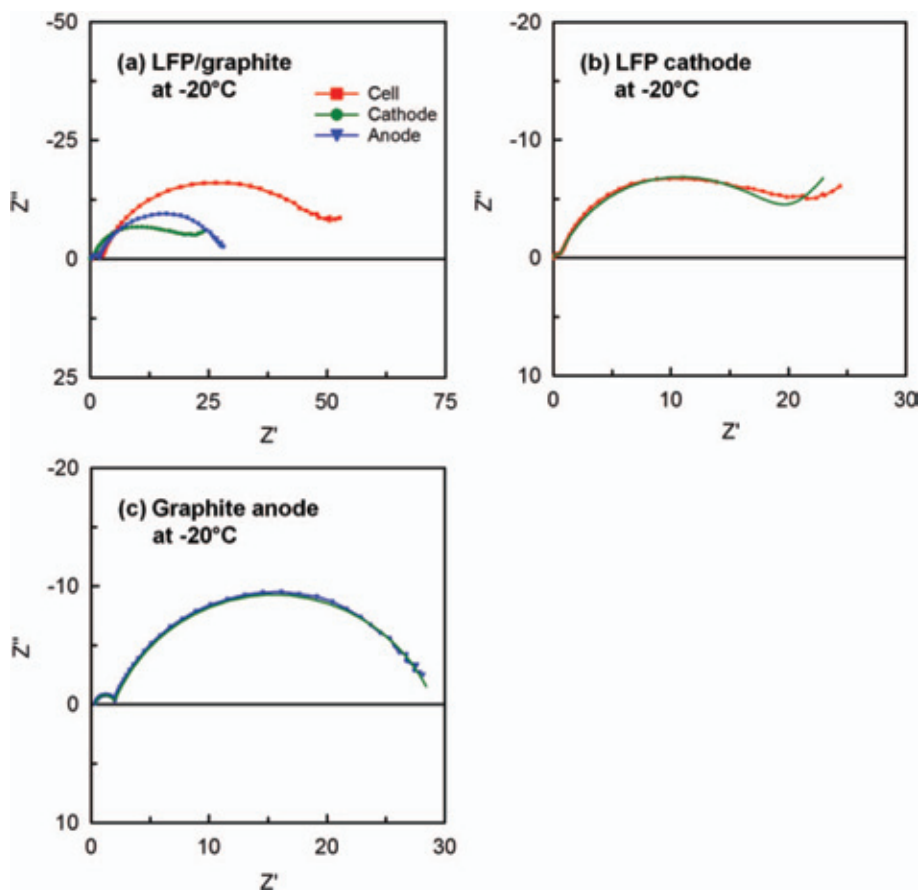 -50
(a) LFP/graphite
at -20°C
Cell
Cathode
Anode
-25
Z"
0
25
0
25
50
75
Z'
-20
(b) LFP cathode
at -20°C
-10
Z"
0
10
0
10
20
30
Z'
-20
(c) Graphite anode
at -20°C
-10
Z"
0
10
0
10
20
30
Z'